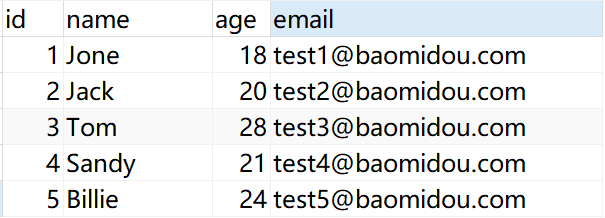 id name age email
1 Jone 18 test1@baomidou.com
2 Jack 20 test2@baomidou.com
3 Tom 28 test3@baomidou.com
4 Sandy 21 test4@baomidou.com
5 Billie 24 test5@baomidou.com